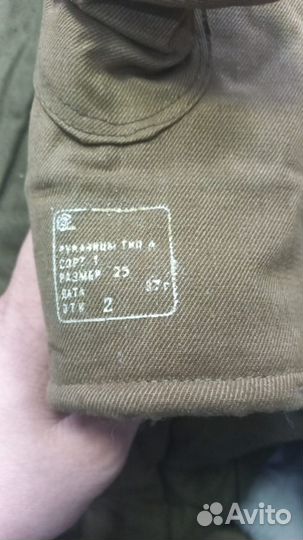 РУКАВИЦЫ ТИП А
СОРТ 1
РАЗМЕР 25
ДАТА 87г
ОТК 2
Avito